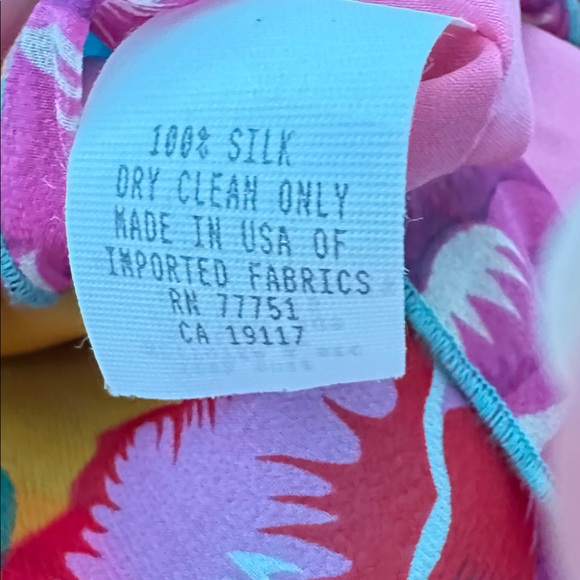 100% SILK
DRY CLEAN ONLY
MADE IN USA OF
IMPORTED FABRICS
RN 77751
CA 19117